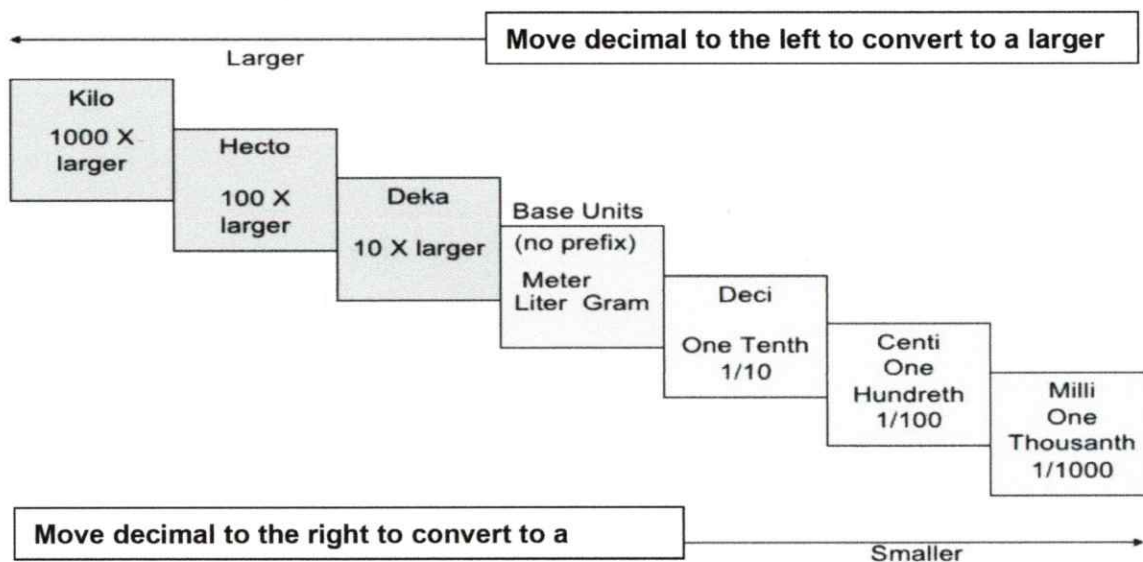 Move decimal to the left to convert to a larger
Larger
Kilo
1000 X
larger
Hecto
100 X
larger
Deka
10 X larger
Base Units
(no prefix)
Meter
Liter Gram
Deci
One Tenth
1/10
Centi
One
Hundreth
1/100
Milli
One
Thousanth
1/1000
Move decimal to the right to convert to a
Smaller